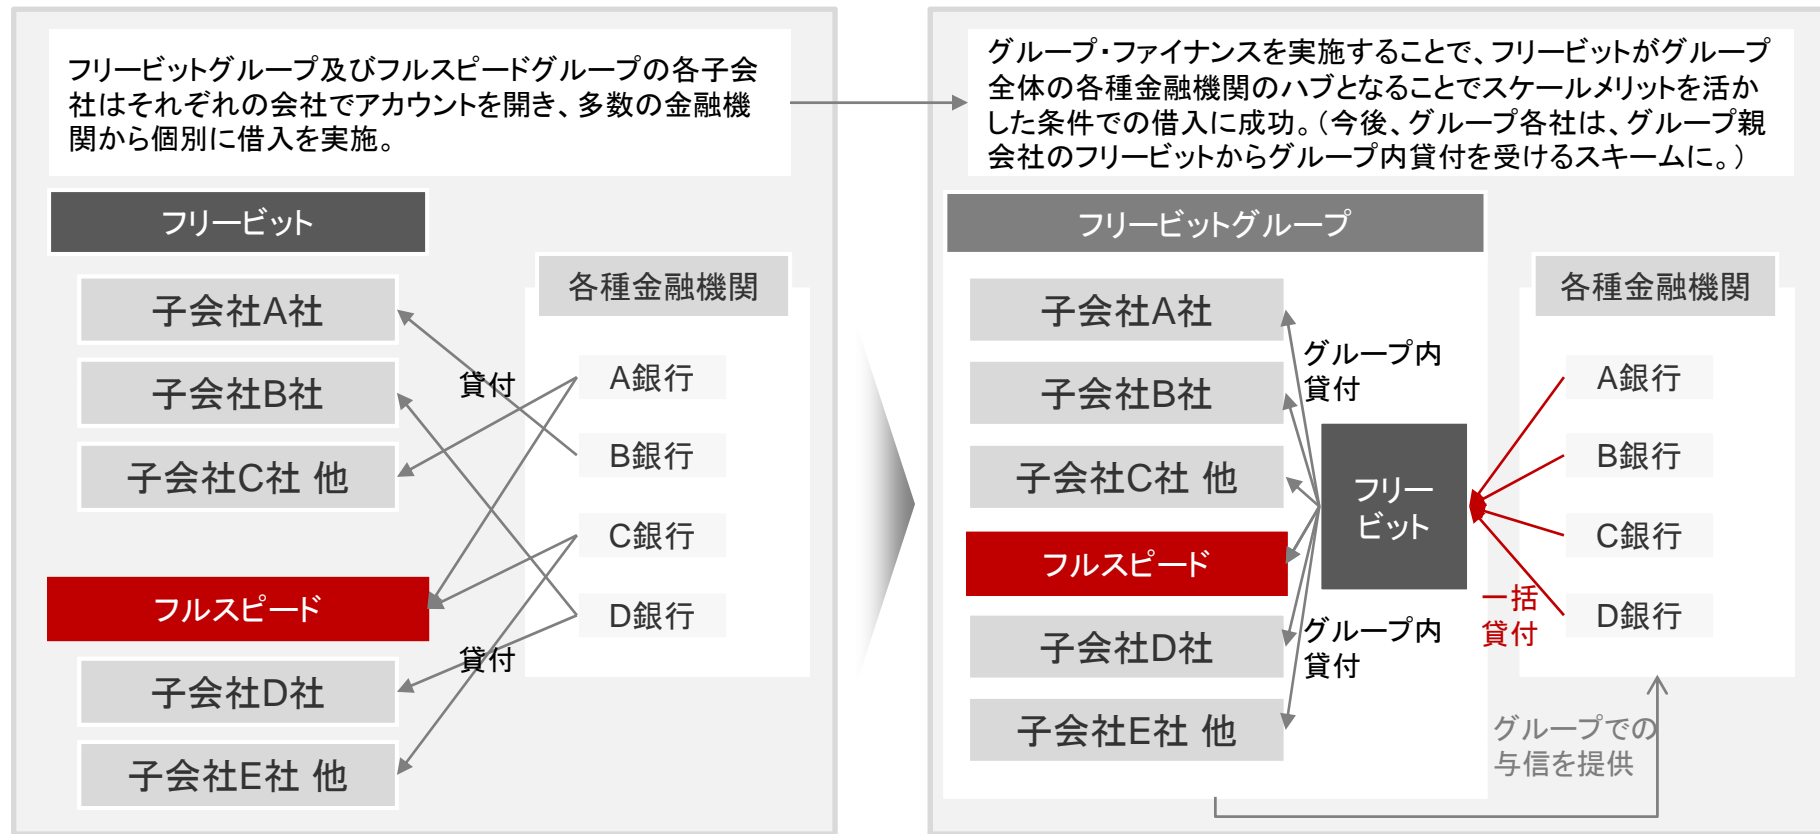 フリービットグループ及びフルスピードグループの各子会
社はそれぞれの会社でアカウントを開き、多数の金融機
関から個別に借入を実施。
フリービット
各種金融機関
子会社A社
子会社B社
子会社C社 他
貸付
A銀行
B銀行
C銀行
D銀行
フルスピード
貸付
子会社D社
子会社E社 他
グループ・ファイナンスを実施することで、フリービットがグループ
全体の各種金融機関のハブとなることでスケールメリットを活か
した条件での借入に成功。（今後、グループ各社は、グループ親
会社のフリービットからグループ内貸付を受けるスキームに。）
フリービットグループ
各種金融機関
子会社A社
子会社B社
子会社C社 他
フルスピード
子会社D社
子会社E社 他
グループ内
貸付
フリー
ビット
グループ内
貸付
A銀行
B銀行
C銀行
D銀行
一括
貸付
グループでの
与信を提供